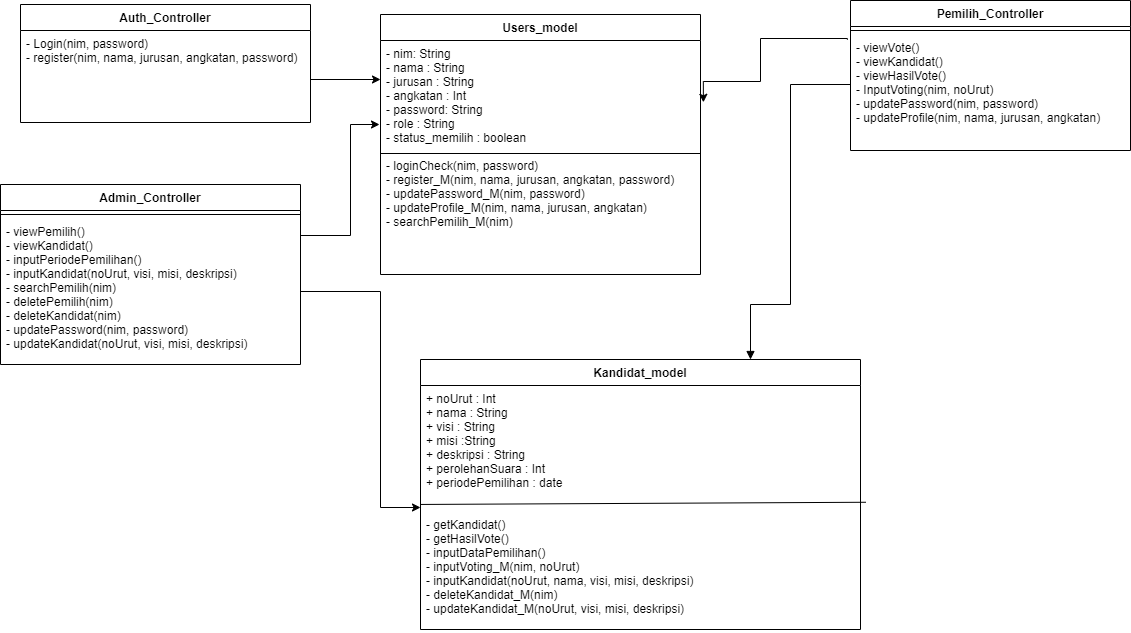 Auth_Controller
- Login(nim, password)
- register(nim, nama, jurusan, angkatan, password)
Users_model
- nim: String
- nama : String
- jurusan : String
- angkatan : Int
- password: String
- role : String
- status_memilih : boolean
- loginCheck(nim, password)
- register_M(nim, nama, jurusan, angkatan, password)
- updatePassword_M(nim, password)
- updateProfile_M(nim, nama, jurusan, angkatan)
- searchPemilih_M(nim)
Pemilih_Controller
- viewVote()
- viewKandidat()
- viewHasilVote()
- InputVoting(nim, noUrut)
- updatePassword(nim, password)
- updateProfile(nim, nama, jurusan, angkatan)
Admin_Controller
- viewPemilih()
- viewKandidat()
- inputPeriodePemilihan()
- inputKandidat(noUrut, visi, misi, deskripsi)
- searchPemilih(nim)
- deletePemilih(nim)
- deleteKandidat(nim)
- updatePassword(nim, password)
- updateKandidat(noUrut, visi, misi, deskripsi)
Kandidat_model
+ noUrut : Int
+ nama : String
+ visi : String
+ misi :String
+ deskripsi : String
+ perolehanSuara : Int
+ periodePemilihan : date
- getKandidat()
- getHasilVote()
- inputDataPemilihan()
- inputVoting_M(nim, noUrut)
- inputKandidat(noUrut, nama, visi, misi, deskripsi)
- deleteKandidat_M(nim)
- updateKandidat_M(noUrut, visi, misi, deskripsi)